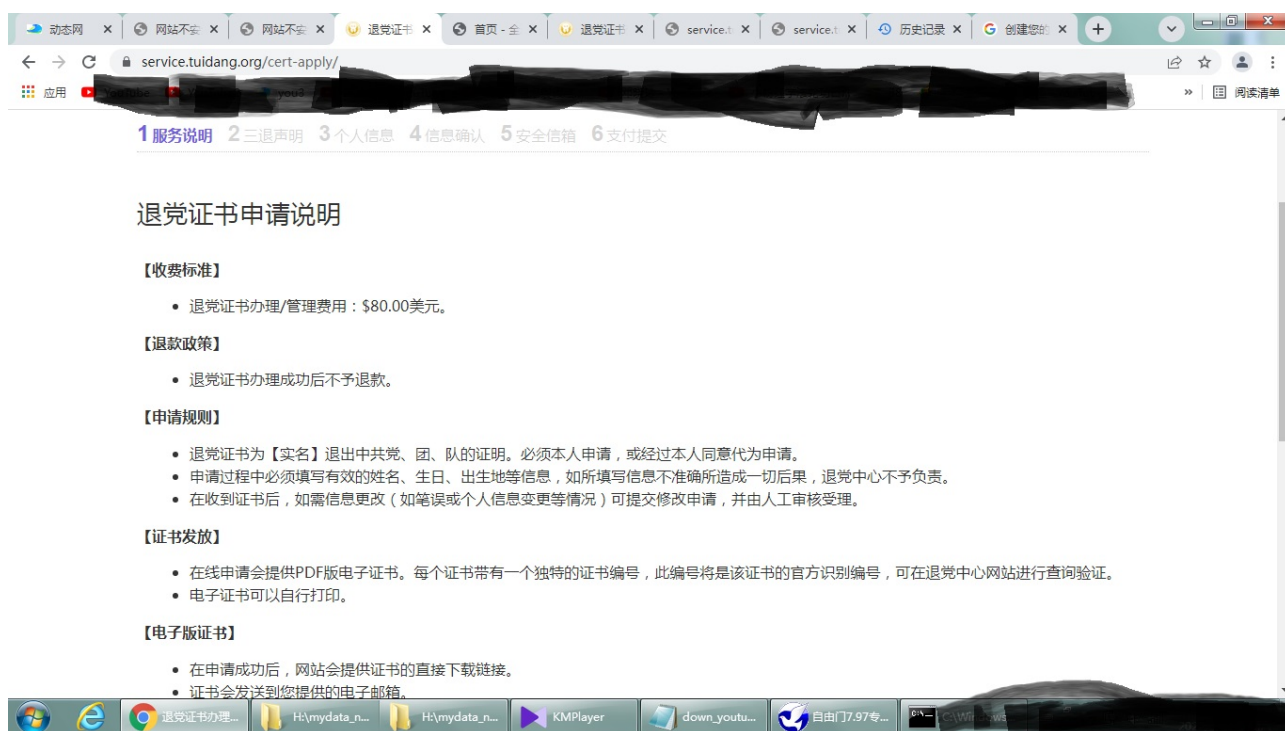 动态网
网站不安
网站不安
退党证书
首页 - 全
退党证书
service.t
service.t
历史记录
创建您的
service.tuidang.org/cert-apply/
应用
阅读清单
1 服务说明 2 三退声明 3 个人信息 4 信息确认 5 安全信箱 6 支付提交
退党证书申请说明
【收费标准】
• 退党证书办理/管理费用：$80.00美元。
【退款政策】
• 退党证书办理成功后不予退款。
【申请规则】
• 退党证书为【实名】退出中共党、团、队的证明。必须本人申请，或经过本人同意代为申请。
• 申请过程中必须填写有效的姓名、生日、出生地等信息，如所填写信息不准确所造成一切后果，退党中心不予负责。
• 在收到证书后，如需信息更改（如笔误或个人信息变更等情况）可提交修改申请，并由人工审核受理。
【证书发放】
• 在线申请会提供PDF版电子证书。每个证书带有一个独特的证书编号，此编号将是该证书的官方识别编号，可在退党中心网站进行查询验证。
• 电子证书可以自行打印。
【电子版证书】
• 在申请成功后，网站会提供证书的直接下载链接。
• 证书会发送到您提供的电子邮箱。
退党证书办理...
H:\mydata_n...
H:\mydata_n...
KMPlayer
down_youtu...
自由门7.97专...
C:\Windows